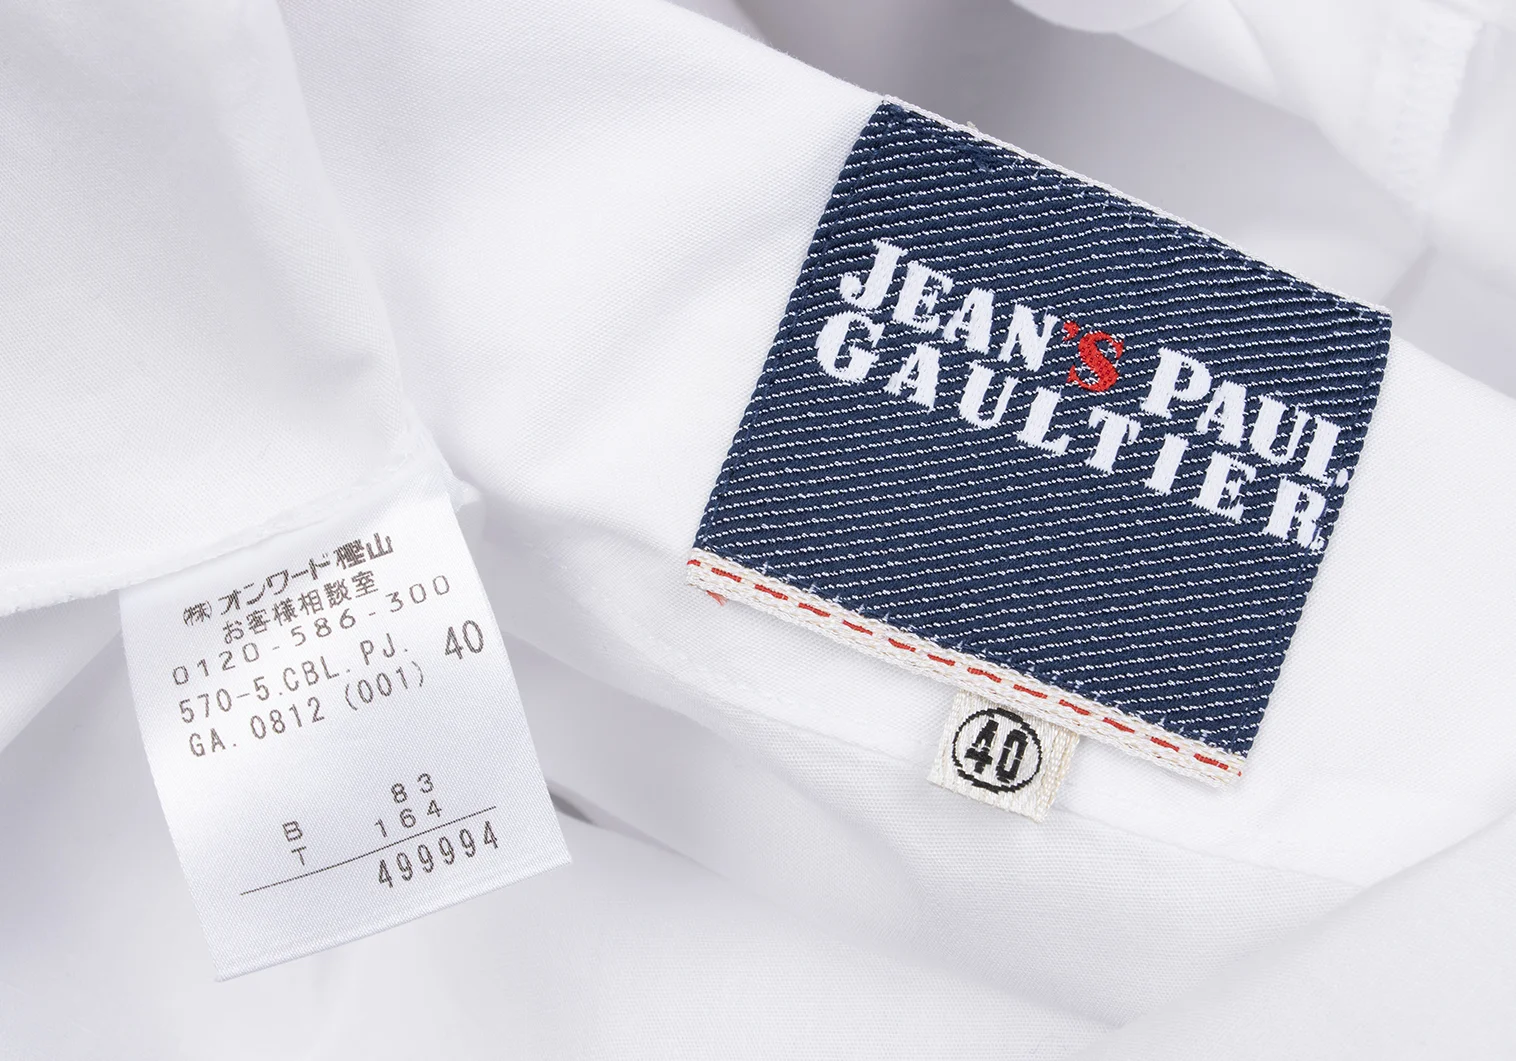 JEAN'S PAUL
GAULTIER
40
(株)オンワード樫山
お客様相談室
0120-586-300
570-5.CBL.PJ. 40
GA. 0812 (001)
83
B 164
T 499994